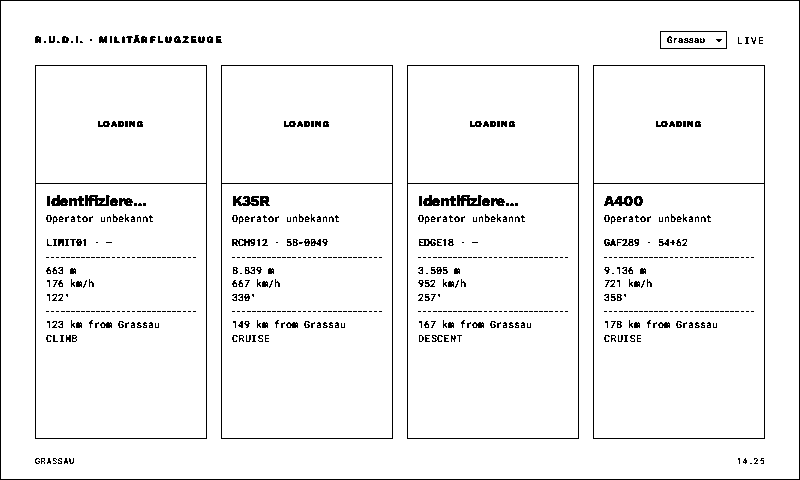 R.U.D.I. · MILITÄRFLUGZEUGE
Grassau
LIVE
LOADING
Identifiziere...
Operator unbekannt
LIMIT01 · —
663 m
176 km/h
122°
123 km from Grassau
CLIMB
LOADING
K35R
Operator unbekannt
RCH912 · 58-0049
8.839 m
667 km/h
330°
149 km from Grassau
CRUISE
LOADING
Identifiziere...
Operator unbekannt
EDGE18 · —
3.505 m
952 km/h
257°
167 km from Grassau
DESCENT
LOADING
A400
Operator unbekannt
GAF289 · 54+62
9.136 m
721 km/h
358°
178 km from Grassau
CRUISE
GRASSAU
14.25